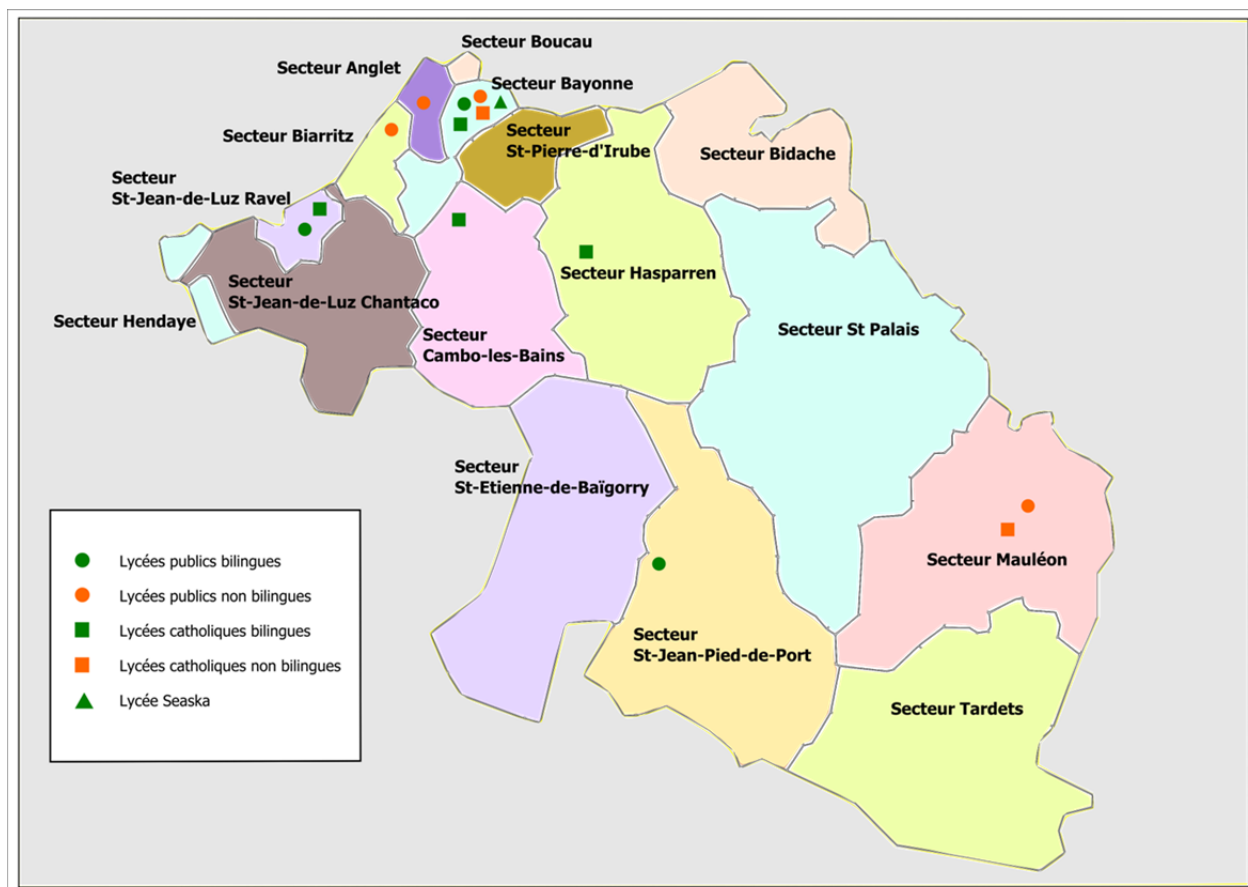 Secteur Boucau
Secteur Anglet
Secteur Bayonne
Secteur Biarritz
Secteur
St-Pierre-d'Irube
Secteur Bidache
Secteur
St-Jean-de-Luz Ravel
Secteur Hasparren
Secteur
St-Jean-de-Luz Chantaco
Secteur Hendaye
Secteur St Palais
Secteur
Cambo-les-Bains
Secteur
St-Etienne-de-Baïgorry
Secteur Mauléon
Secteur
St-Jean-Pied-de-Port
Secteur Tardets
Lycées publics bilingues
Lycées publics non bilingues
Lycées catholiques bilingues
Lycées catholiques non bilingues
Lycée Seaska